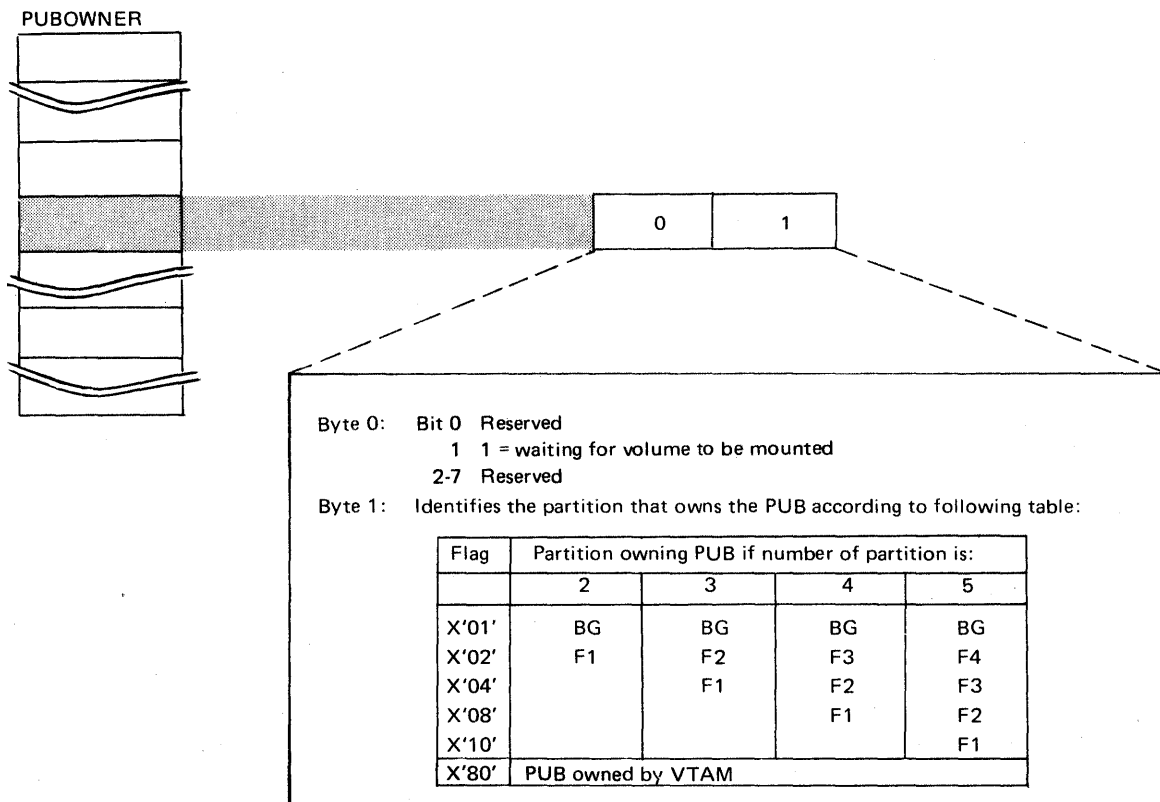 PUBOWNER
0 1
Byte 0: Bit 0 Reserved
1 1 = waiting for volume to be mounted
2-7 Reserved
Byte 1: Identifies the partition that owns the PUB according to following table:
Flag Partition owning PUB if number of partition is:
2 3 4 5
X'01' BG BG BG BG
X'02' F1 F2 F3 F4
X'04' F1 F2 F3
X'08' F1 F2
X'10' F1
X'80' PUB owned by VTAM